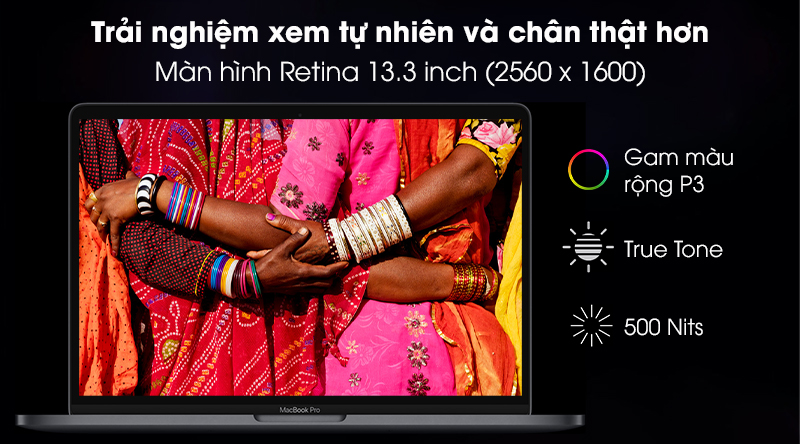 Trải nghiệm xem tự nhiên và chân thật hơn
Màn hình Retina 13.3 inch (2560 x 1600)
Gam màu
rộng P3
True Tone
500 Nits
MacBook Pro